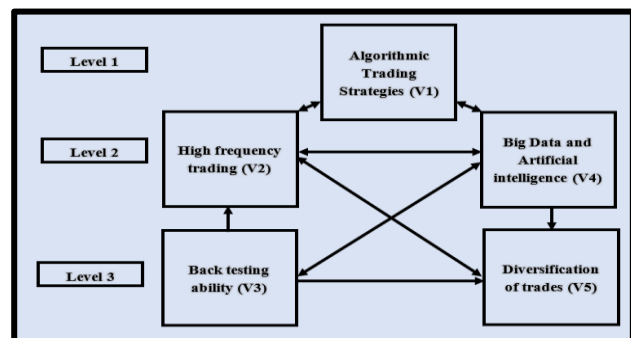 Level 1
Algorithmic
Trading
Strategies (V1)
Level 2
High frequency
trading (V2)
Big Data and
Artificial
intelligence (V4)
Level 3
Back testing
ability (V3)
Diversification
of trades (V5)